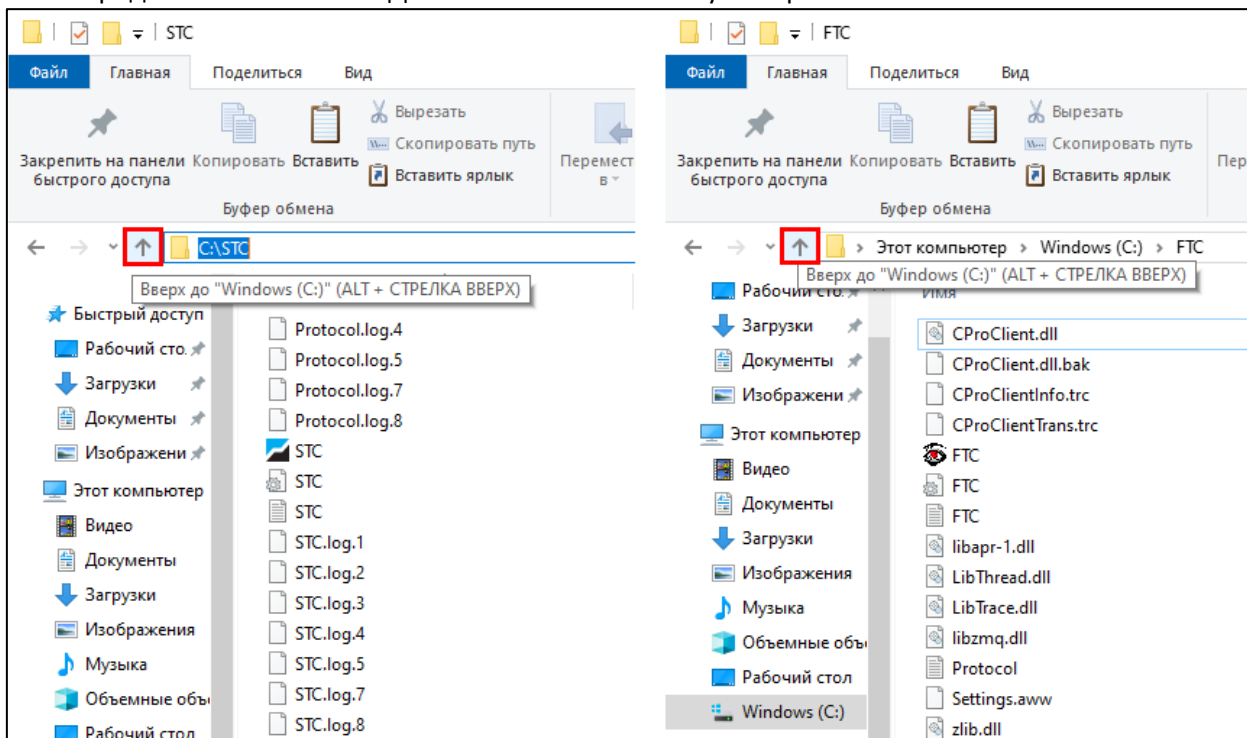 STC
Файл Главная Поделиться Вид
Закрепить на панели быстрого доступа
Копировать
Вставить
Вырезать
Скопировать путь
Вставить ярлык
Буфер обмена
C:\STC
Вверх до "Windows (C:)" (ALT + СТРЕЛКА ВВЕРХ)
Быстрый доступ
Рабочий сто
Загрузки
Документы
Изображени
Этот компьютер
Видео
Документы
Загрузки
Изображения
Музыка
Объемные объ
Рабочий стол
Protocol.log.4
Protocol.log.5
Protocol.log.7
Protocol.log.8
STC
STC
STC
STC.log.1
STC.log.2
STC.log.3
STC.log.4
STC.log.5
STC.log.7
STC.log.8
FTC
Файл Главная Поделиться Вид
Закрепить на панели быстрого доступа
Копировать
Вставить
Вырезать
Скопировать путь
Вставить ярлык
Буфер обмена
Этот компьютер > Windows (C:) > FTC
Вверх до "Windows (C:)" (ALT + СТРЕЛКА ВВЕРХ)
Рабочий сто
Загрузки
Документы
Изображени
Этот компьютер
Видео
Документы
Загрузки
Изображения
Музыка
Объемные объ
Рабочий стол
Windows (C:)
Имя
CProClient.dll
CProClient.dll.bak
CProClientInfo.trc
CProClientTrans.trc
FTC
FTC
FTC
libapr-1.dll
LibThread.dll
LibTrace.dll
libzmq.dll
Protocol
Settings.aww
zlib.dll